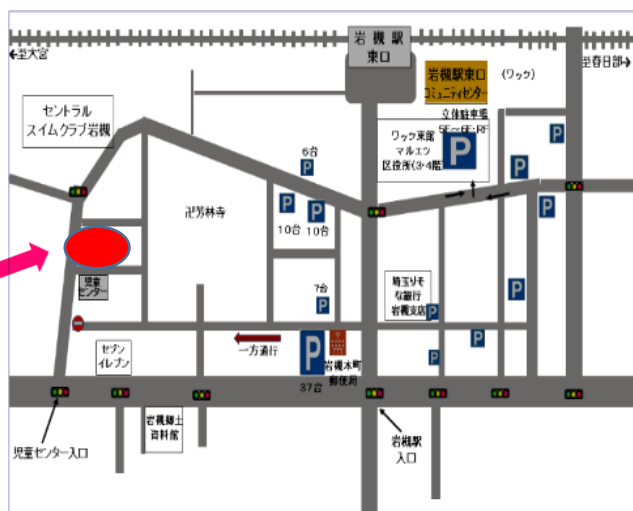 岩槻駅
東口
←至大宮
至春日部→
岩槻駅東口
コミュニティセンター
(ワッツ)
立体駐車場
5F~6F・RF
セントラル
スイムクラブ岩槻
ワッツ東館
マルエツ
区役所(3・4階)
P
6台
P
P
P
P
P
P
10台
10台
卍芳林寺
7台
P
児童
センター
埼玉りそ
な銀行
岩槻支店
P
P
P
P
セブン
イレブン
一方通行
P
37台
岩槻本町
郵便局
岩槻郷土
資料館
児童センター入口
岩槻駅
入口